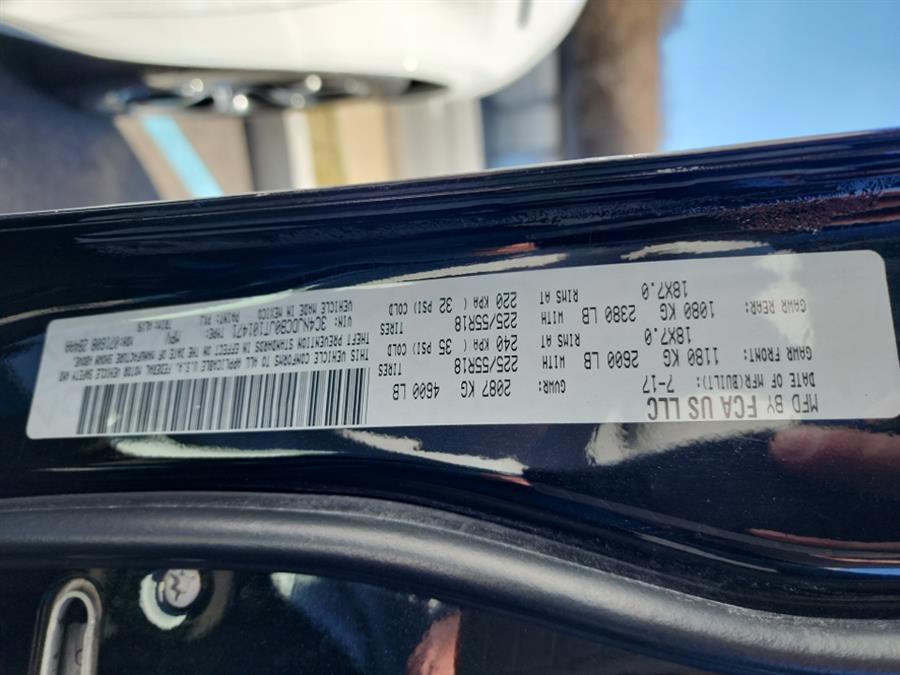 MFD BY FCA US LLC
DATE OF MFR(BUILT): 7-17 GVWR: 2087 KG 4600 LB
GAWR FRONT: 1180 KG 2600 LB WITH TIRES 225/55R18
18X7.0 RIMS AT 240 KPA ( 35 PSI COLD
GAWR REAR: 1080 KG 2380 LB WITH TIRES 225/55R18
18X7.0 RIMS AT 220 KPA ( 32 PSI COLD
THIS VEHICLE CONFORMS TO ALL APPLICABLE U.S.A. FEDERAL MOTOR VEHICLE SAFETY AND
THEFT PREVENTION STANDARDS IN EFFECT ON THE DATE OF MANUFACTURE SHOWN ABOVE.
VIN: TYPE: MPV
VEHICLE MADE IN MEXICO PAINT: